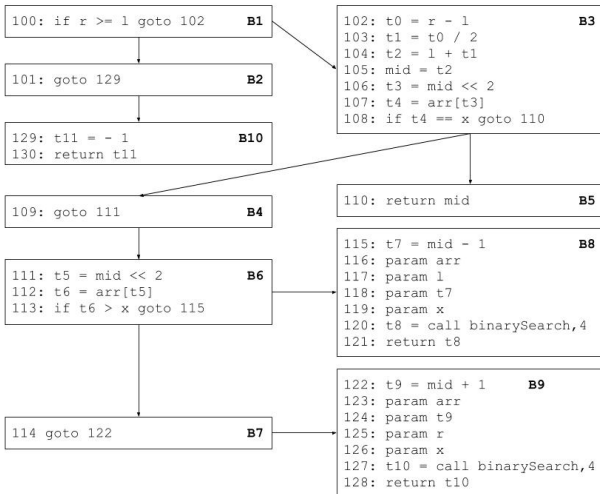 100: if r >= l goto 102 B1
101: goto 129 B2
129: t11 = - 1 B10
130: return t11
102: t0 = r - l B3
103: t1 = t0 / 2
104: t2 = l + t1
105: mid = t2
106: t3 = mid << 2
107: t4 = arr[t3]
108: if t4 == x goto 110
109: goto 111 B4
110: return mid B5
111: t5 = mid << 2 B6
112: t6 = arr[t5]
113: if t6 > x goto 115
115: t7 = mid - 1 B8
116: param arr
117: param l
118: param t7
119: param x
120: t8 = call binarySearch,4
121: return t8
114 goto 122 B7
122: t9 = mid + 1 B9
123: param arr
124: param t9
125: param r
126: param x
127: t10 = call binarySearch,4
128: return t10